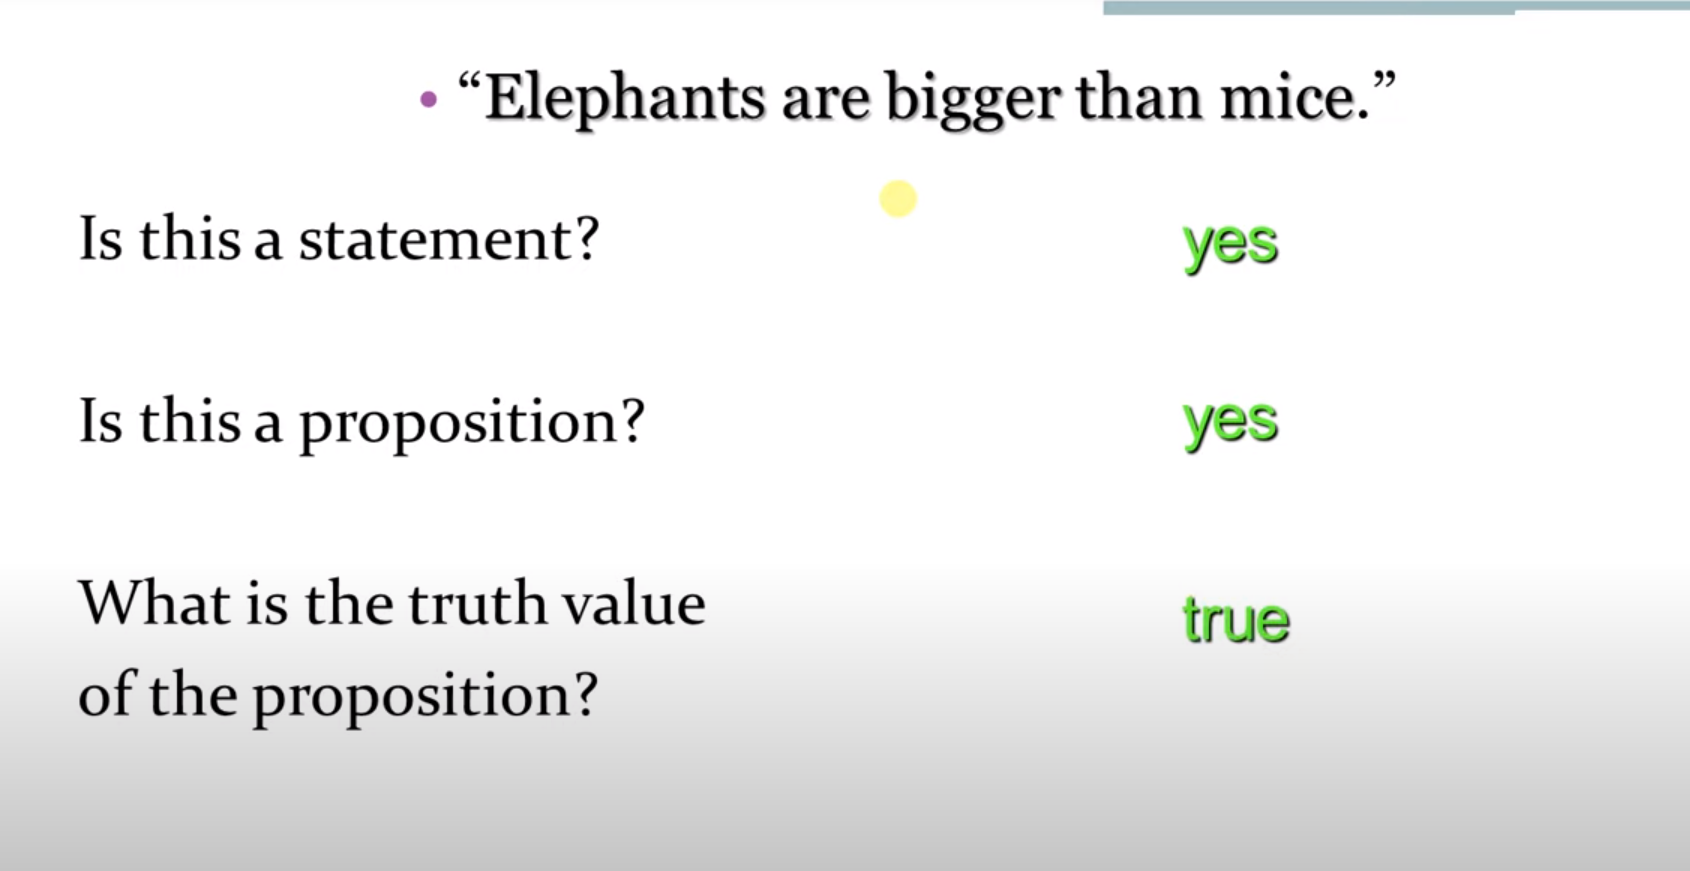 • “Elephants are bigger than mice.”
Is this a statement? yes
Is this a proposition? yes
What is the truth value true
of the proposition?